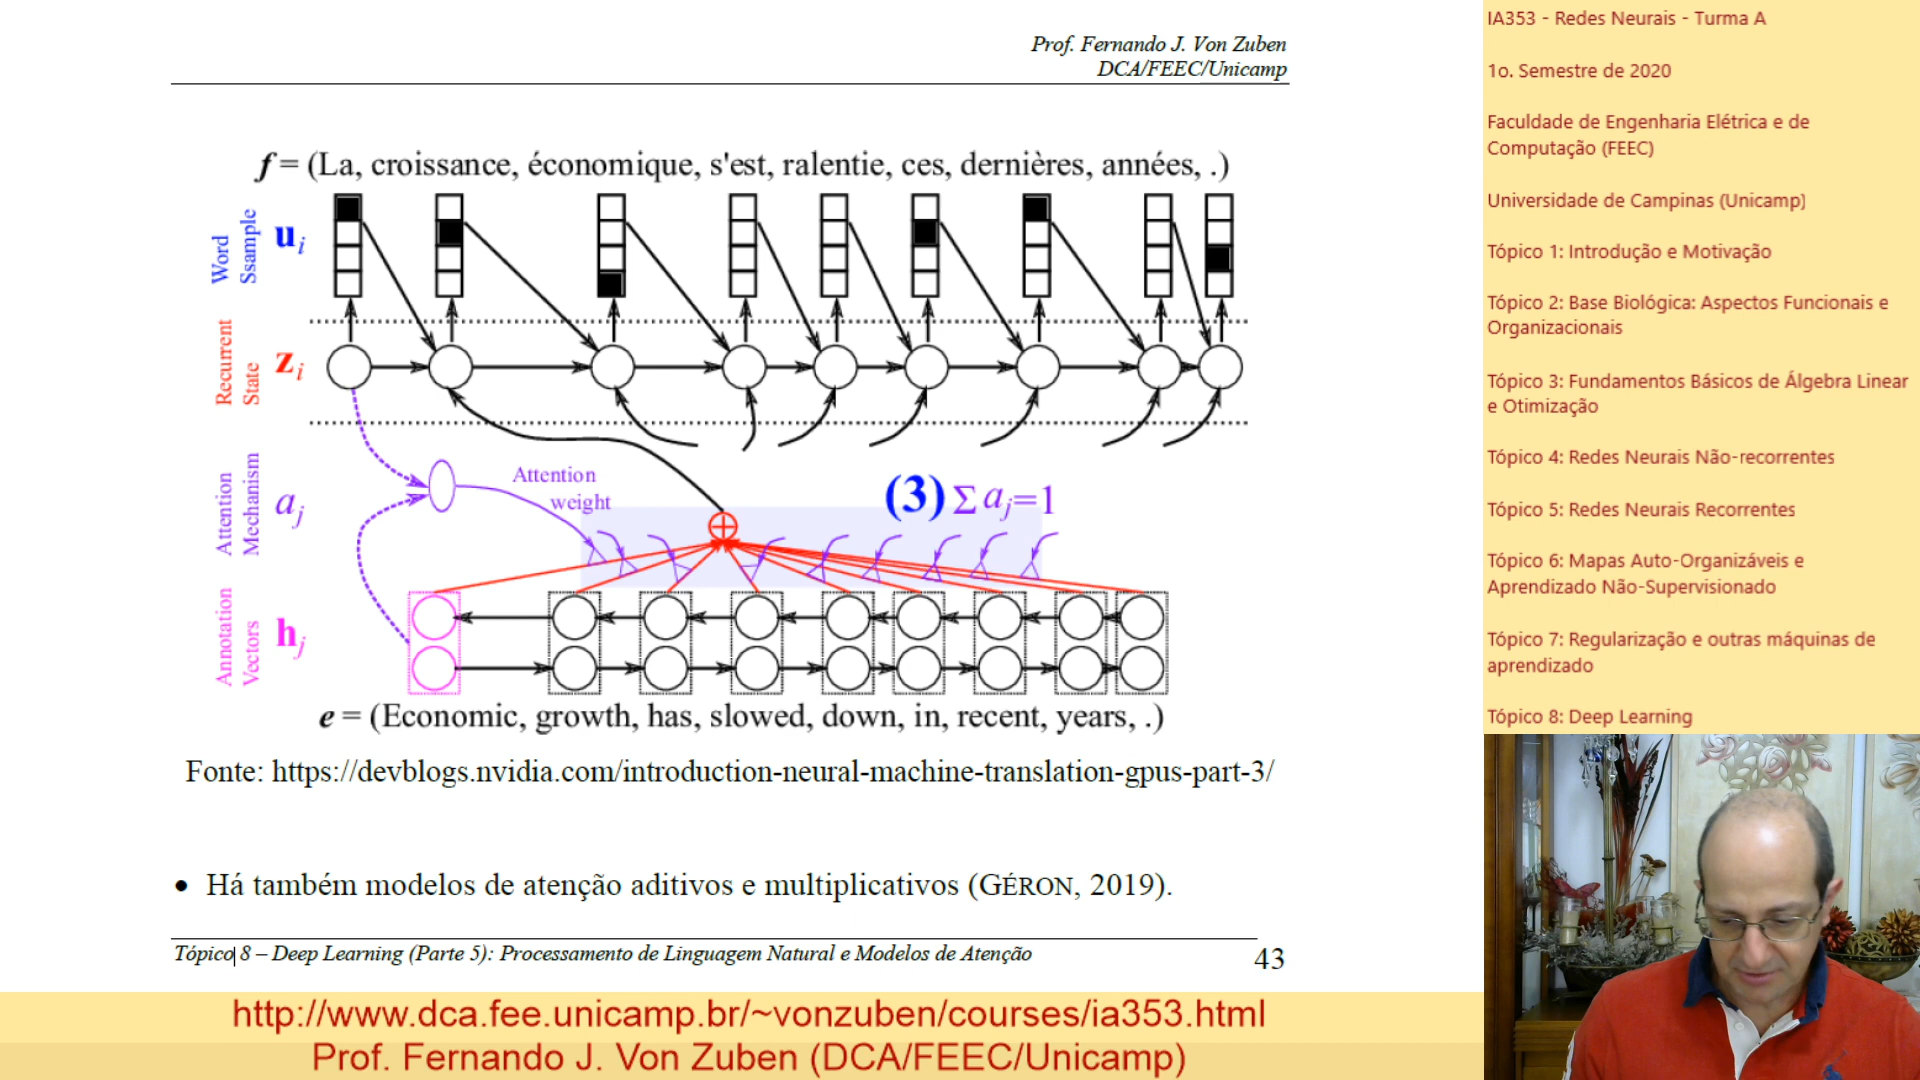 Prof. Fernando J. Von Zuben
DCA/FEEC/Unicamp
f = (La, croissance, économique, s'est, ralentie, ces, dernières, années, .)
Word
Ssample
u_i
Recurrent
State
z_i
Attention
Mechanism
a_j
Attention
weight
(3) Σ a_j=1
Annotation
Vectors
h_j
e = (Economic, growth, has, slowed, down, in, recent, years, .)
Fonte: https://devblogs.nvidia.com/introduction-neural-machine-translation-gpus-part-3/
• Há também modelos de atenção aditivos e multiplicativos (GÉRON, 2019).
Tópico 8 – Deep Learning (Parte 5): Processamento de Linguagem Natural e Modelos de Atenção
43
http://www.dca.fee.unicamp.br/~vonzuben/courses/ia353.html
Prof. Fernando J. Von Zuben (DCA/FEEC/Unicamp)
IA353 - Redes Neurais - Turma A
1o. Semestre de 2020
Faculdade de Engenharia Elétrica e de
Computação (FEEC)
Universidade de Campinas (Unicamp)
Tópico 1: Introdução e Motivação
Tópico 2: Base Biológica: Aspectos Funcionais e
Organizacionais
Tópico 3: Fundamentos Básicos de Álgebra Linear
e Otimização
Tópico 4: Redes Neurais Não-recorrentes
Tópico 5: Redes Neurais Recorrentes
Tópico 6: Mapas Auto-Organizáveis e
Aprendizado Não-Supervisionado
Tópico 7: Regularização e outras máquinas de
aprendizado
Tópico 8: Deep Learning